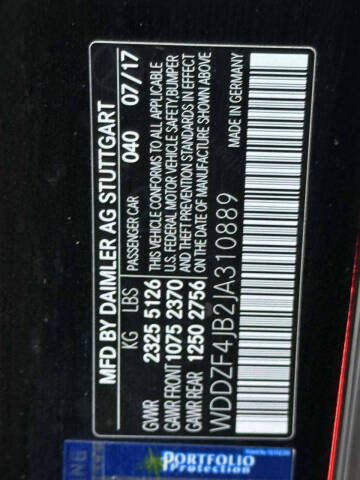 MFD BY DAIMLER AG STUTTGART
PASSENGER CAR 040 07/17
KG LBS
GWR 2325 5126
GAWR FRONT 1075 2370
GAWR REAR 1250 2756
THIS VEHICLE CONFORMS TO ALL APPLICABLE
U.S. FEDERAL MOTOR VEHICLE SAFETY,BUMPER
AND THEFT PREVENTION STANDARDS IN EFFECT
ON THE DATE OF MANUFACTURE SHOWN ABOVE
WDDZF4JB2JA310889
MADE IN GERMANY
NG
PORTFOLIO
Protection